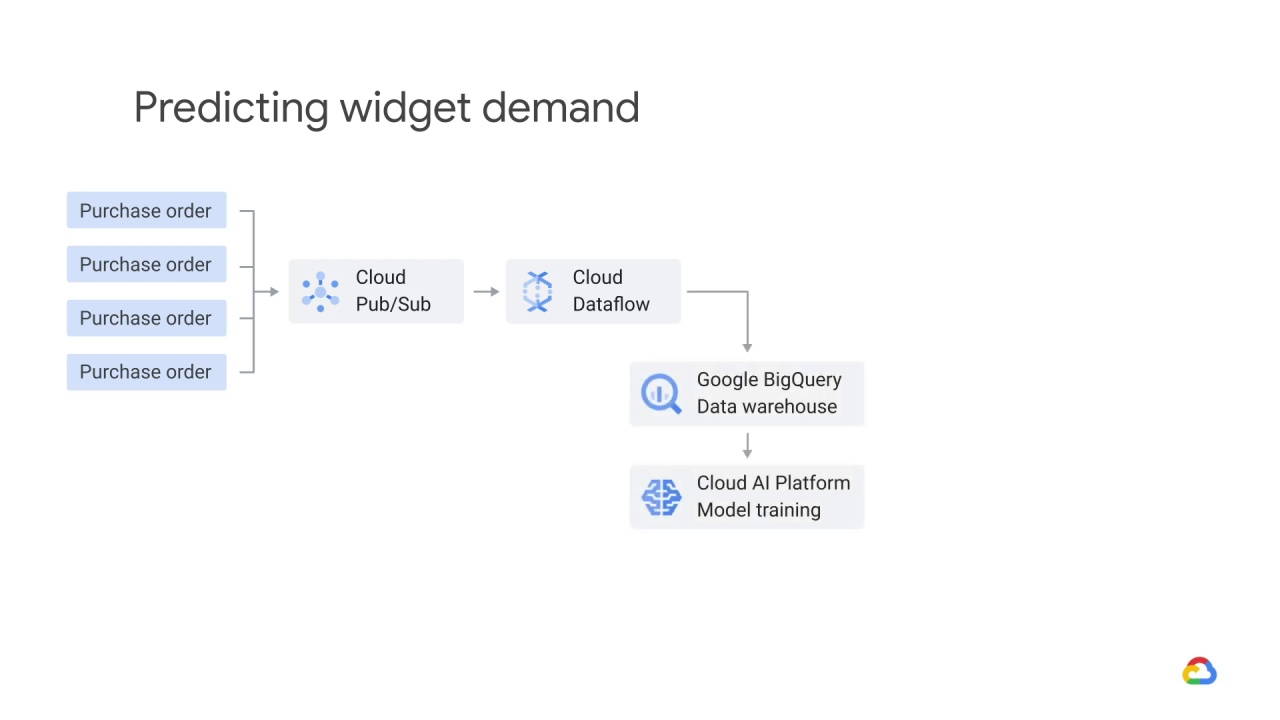 Predicting widget demand
Purchase order
Purchase order
Purchase order
Purchase order
Cloud
Pub/Sub
Cloud
Dataflow
Google BigQuery
Data warehouse
Cloud AI Platform
Model training